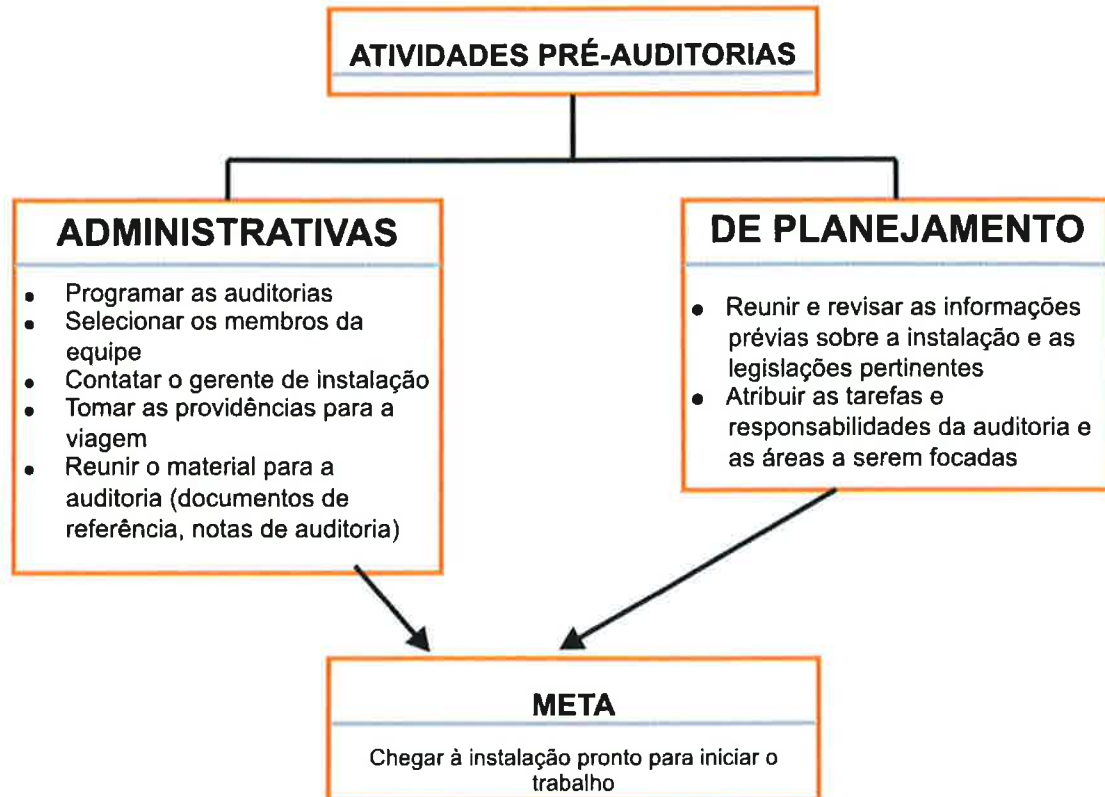 ATIVIDADES PRÉ-AUDITORIAS
ADMINISTRATIVAS
• Programar as auditorias
• Selecionar os membros da
equipe
• Contatar o gerente de instalação
• Tomar as providências para a
viagem
• Reunir o material para a
auditoria (documentos de
referência, notas de auditoria)
DE PLANEJAMENTO
• Reunir e revisar as informações
prévias sobre a instalação e as
legislações pertinentes
• Atribuir as tarefas e
responsabilidades da auditoria e
as áreas a serem focadas
META
Chegar à instalação pronto para iniciar o
trabalho